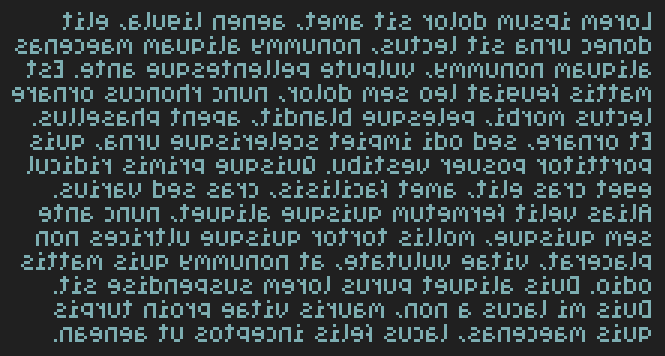 Lorem ipsum dolor sit amet, aenen ligula, elit
donec urna sit lectus, nonummy aliquam maecenas
aliquam nonummy, vulpute pellentesque ante. Est
mattis feugiat leo sem dolor, nunc rhoncus ornare
lectus morbi, pelesque blandit, apent phasellus.
Et ornare, sed odi impiet scelerisque urna, quis
porttitor posuer vestibu. Quisque primis ridicul
eget cras elit, amet facilisis, cras sed varius.
Alias velit fermetum quisque aliquet, nunc ante
sem quisque, mollis tortor quisque ultrices non
placerat, vitae vulutate, at nonummy quis mattis
odio. Duis aliquet purus lorem suspendise sit.
Duis mi lacus a non, mauris vitae proin turpis
quis maecenas, lacus felis inceptos ut aenean.